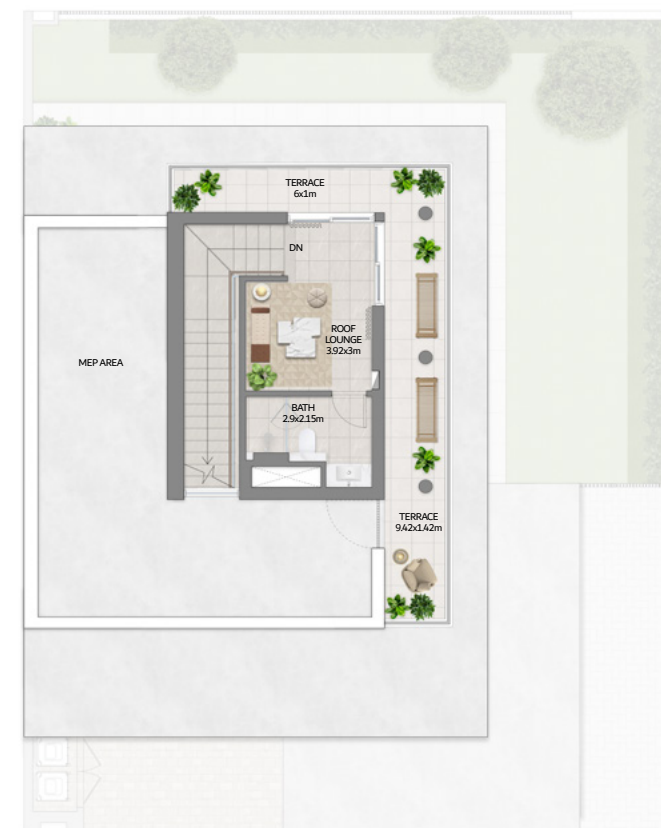 TERRACE
6x1m
DN
ROOF
LOUNGE
3.92x3m
MEP AREA
BATH
2.9x2.15m
TERRACE
9.42x1.42m